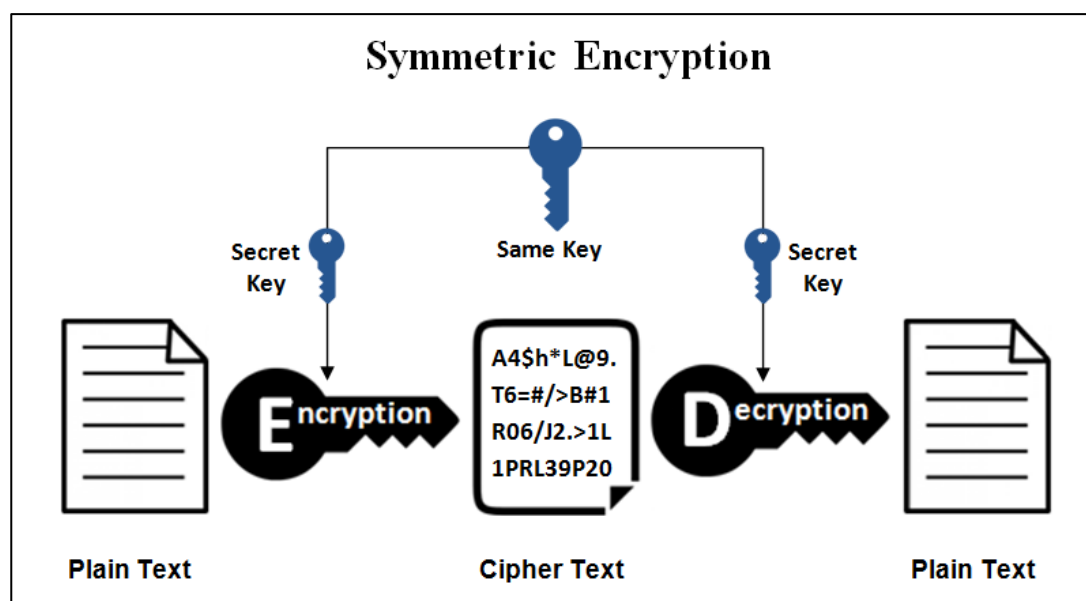 Symmetric Encryption
Same Key
Secret
Key
Secret
Key
Encryption
A4$h*L@9.
T6=#/>B#1
R06/J2.>1L
1PRL39P20
Decryption
Plain Text
Cipher Text
Plain Text